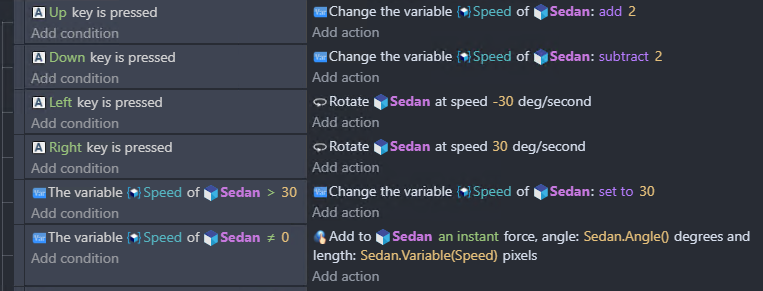 Up key is pressed
Add condition
Change the variable Speed of Sedan: add 2
Add action
Down key is pressed
Add condition
Change the variable Speed of Sedan: subtract 2
Add action
Left key is pressed
Add condition
Rotate Sedan at speed -30 deg/second
Add action
Right key is pressed
Add condition
Rotate Sedan at speed 30 deg/second
Add action
The variable Speed of Sedan > 30
Add condition
Change the variable Speed of Sedan: set to 30
Add action
The variable Speed of Sedan ≠ 0
Add condition
Add to Sedan an instant force, angle: Sedan.Angle() degrees and
length: Sedan.Variable(Speed) pixels
Add action